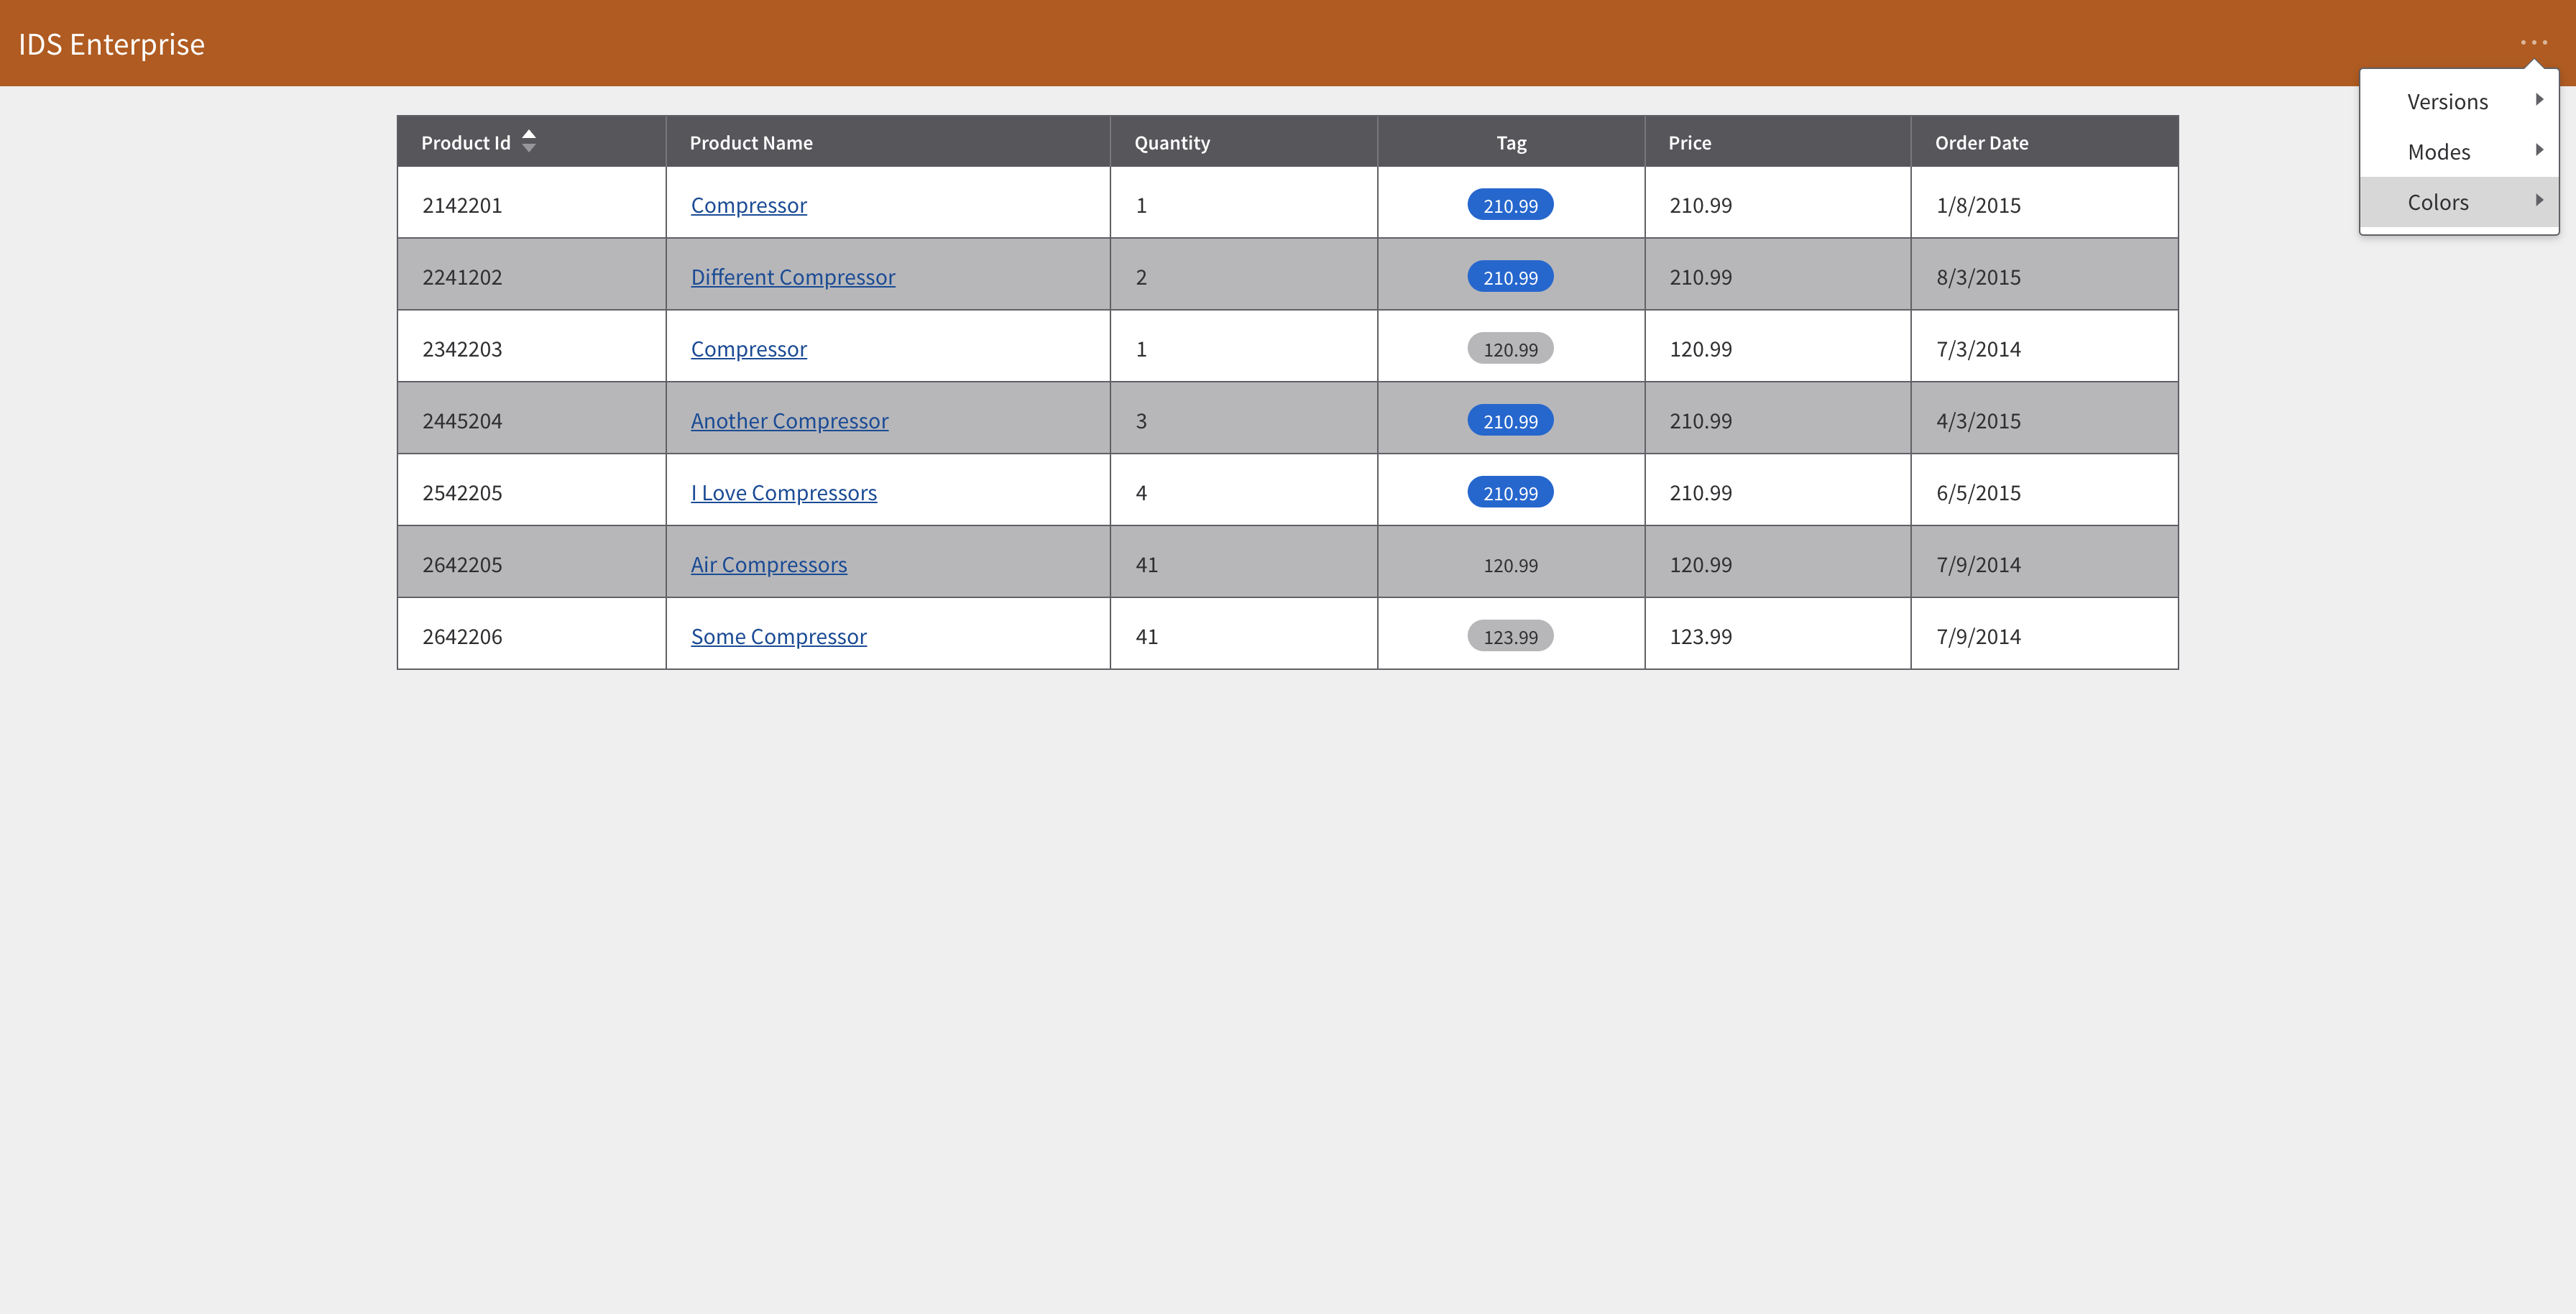 IDS Enterprise
Versions
Modes
Colors
Product Id Product Name Quantity Tag Price Order Date
2142201 Compressor 1 210.99 210.99 1/8/2015
2241202 Different Compressor 2 210.99 210.99 8/3/2015
2342203 Compressor 1 120.99 120.99 7/3/2014
2445204 Another Compressor 3 210.99 210.99 4/3/2015
2542205 I Love Compressors 4 210.99 210.99 6/5/2015
2642205 Air Compressors 41 120.99 120.99 7/9/2014
2642206 Some Compressor 41 123.99 123.99 7/9/2014